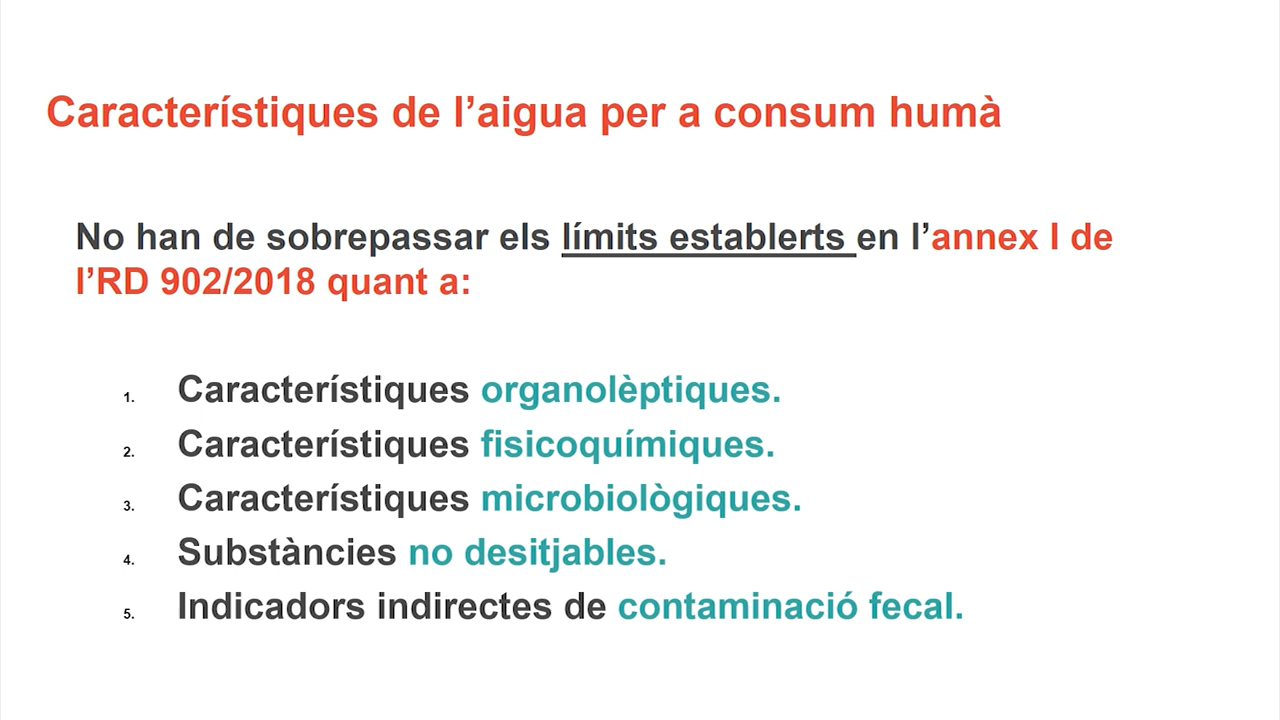 Característiques de l’aigua per a consum humà
No han de sobrepassar els límits establerts en l’annex I de
l’RD 902/2018 quant a:
1. Característiques organolèptiques.
2. Característiques fisicoquímiques.
3. Característiques microbiològiques.
4. Substàncies no desitjables.
5. Indicadors indirectes de contaminació fecal.